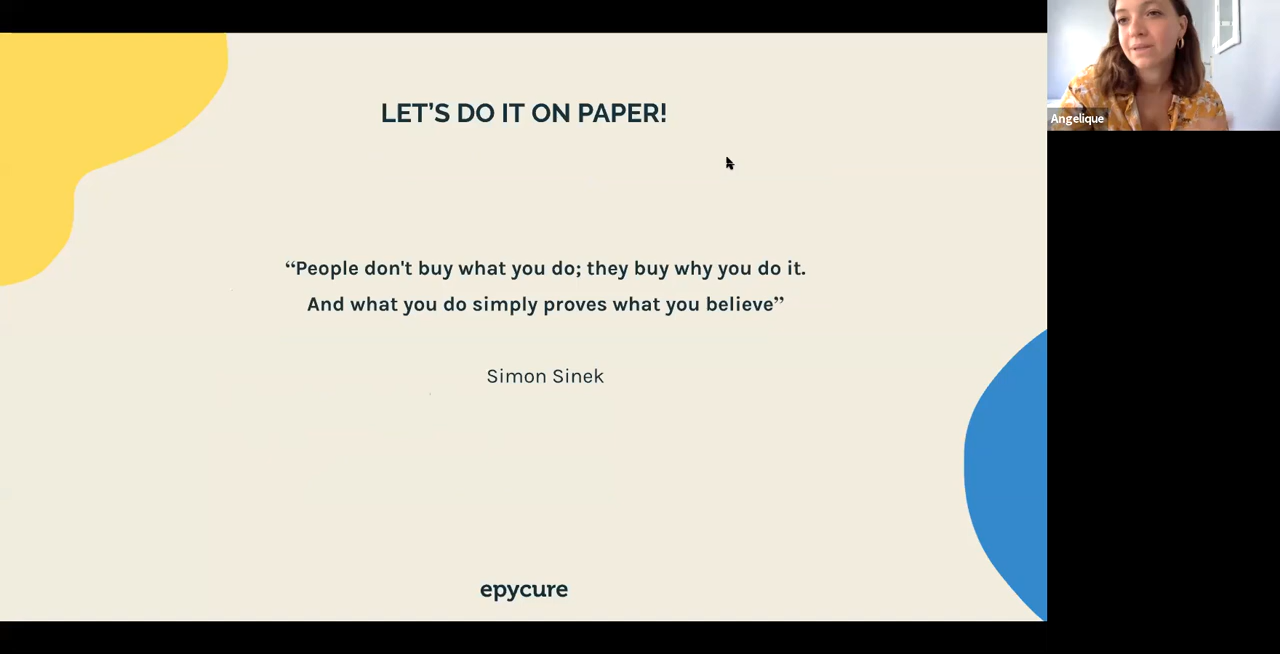 LET’S DO IT ON PAPER!
Angelique
“People don't buy what you do; they buy why you do it.
And what you do simply proves what you believe”
Simon Sinek
epycure